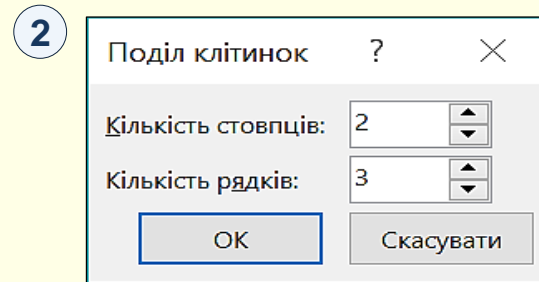 2
Поділ клітинок ?
Кількість стовпців: 2
Кількість рядків: 3
ОК Скасувати